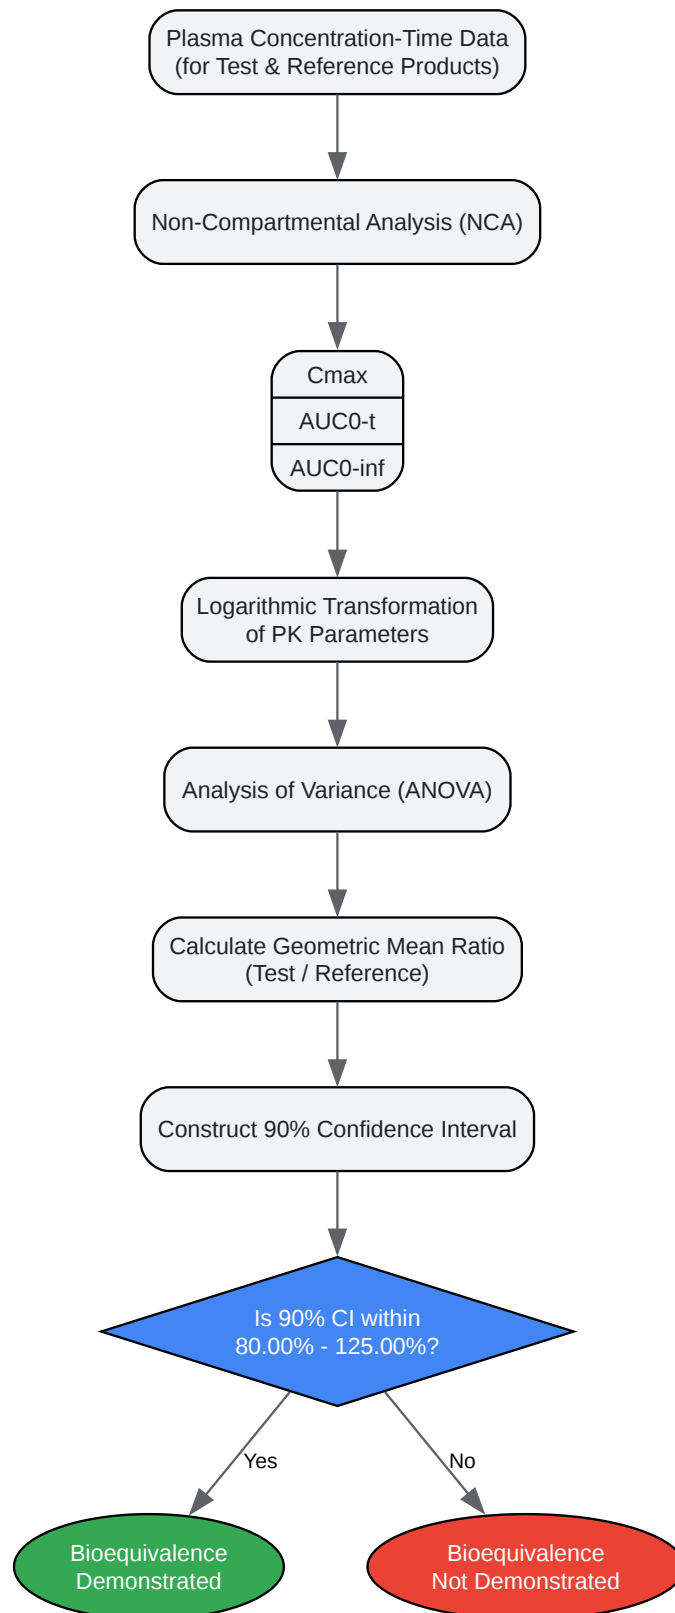 Plasma Concentration-Time Data
(for Test & Reference Products)
Non-Compartmental Analysis (NCA)
Cmax
AUC0-t
AUC0-inf
Logarithmic Transformation
of PK Parameters
Analysis of Variance (ANOVA)
Calculate Geometric Mean Ratio
(Test / Reference)
Construct 90% Confidence Interval
Is 90% CI within
80.00% - 125.00%?
Yes
No
Bioequivalence
Demonstrated
Bioequivalence
Not Demonstrated